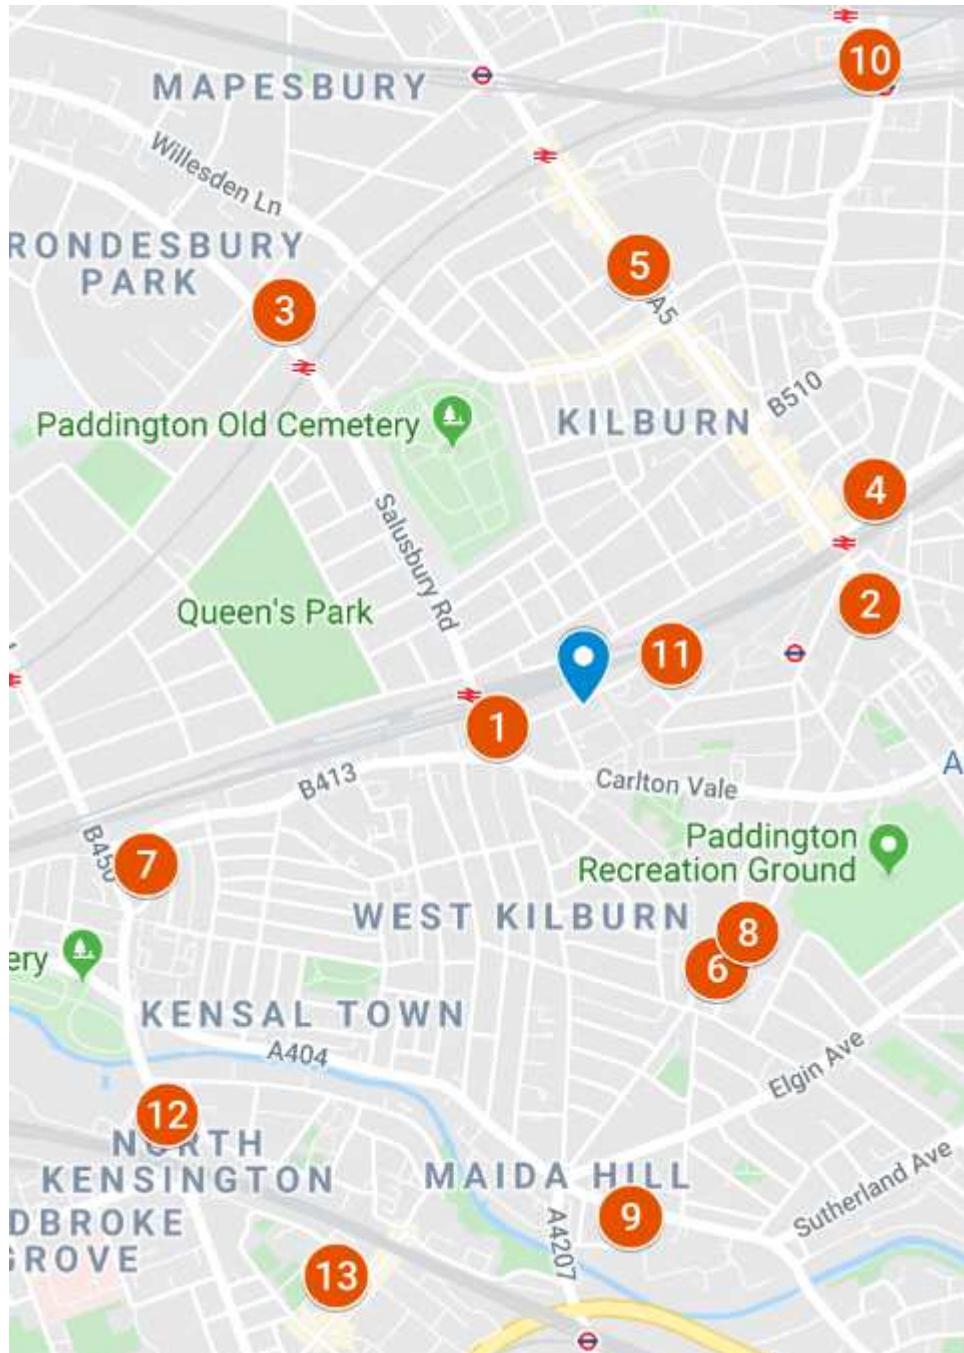 10
MAPESBURY
Willesden Ln
RONDESBURY
PARK
5
3
A5
B510
Paddington Old Cemetery
KILBURN
4
Salusbury Rd
Queen's Park
2
11
1
A
B413
Carlton Vale
Paddington
Recreation Ground
B450
7
WEST KILBURN
8
6
ery
KENSAL TOWN
A404
Elgin Ave
12
NORTH
KENSINGTON
MAIDA HILL
Sutherland Ave
9
DBROKE
GROVE
A4207
13